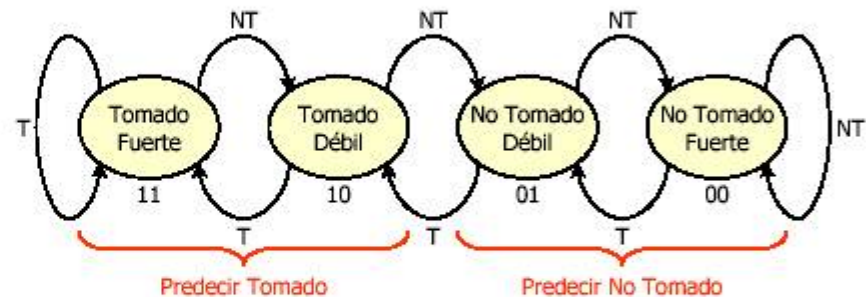 NT
NT
NT
T
Tomado
Fuerte
Tomado
Débil
No Tomado
Débil
No Tomado
Fuerte
NT
11
10
01
00
T
T
T
Predecir Tomado
Predecir No Tomado